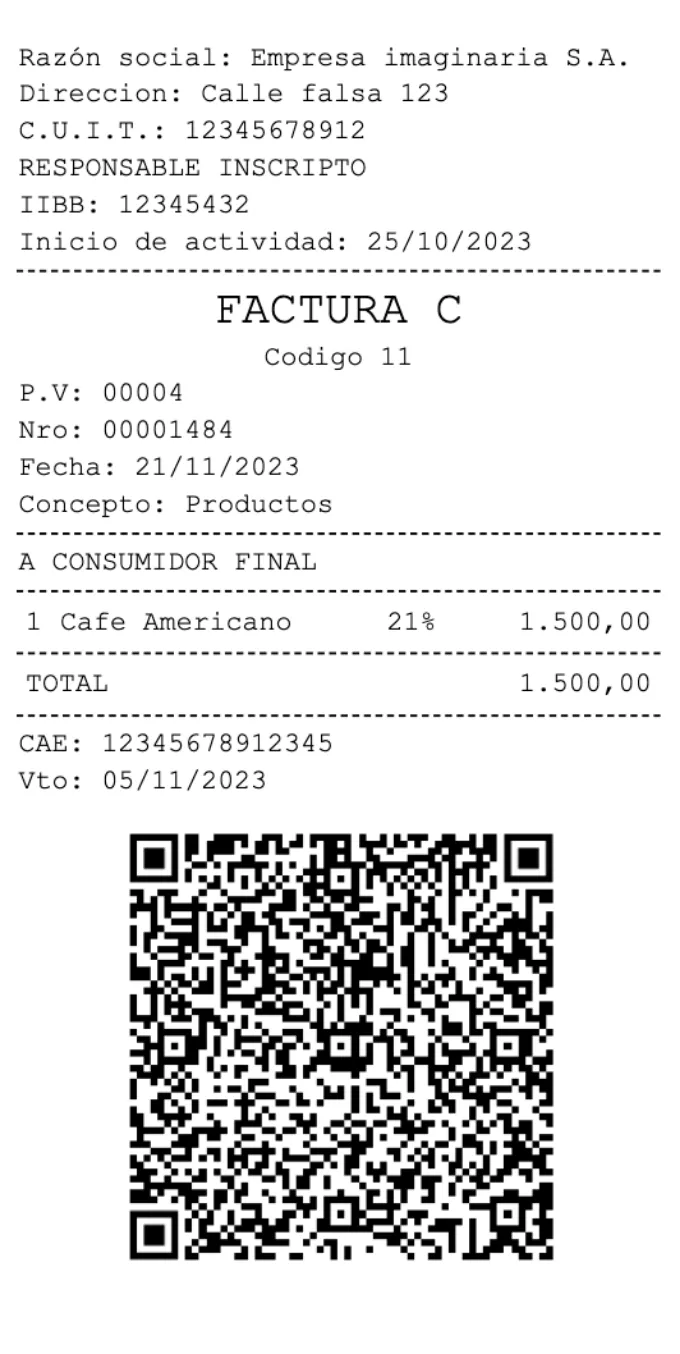 Razón social: Empresa imaginaria S.A.
Direccion: Calle falsa 123
C.U.I.T.: 12345678912
RESPONSABLE INSCRIPTO
IIBB: 12345432
Inicio de actividad: 25/10/2023
FACTURA C
Codigo 11
P.V: 00004
Nro: 00001484
Fecha: 21/11/2023
Concepto: Productos
A CONSUMIDOR FINAL
1 Cafe Americano 21% 1.500,00
TOTAL 1.500,00
CAE: 12345678912345
Vto: 05/11/2023